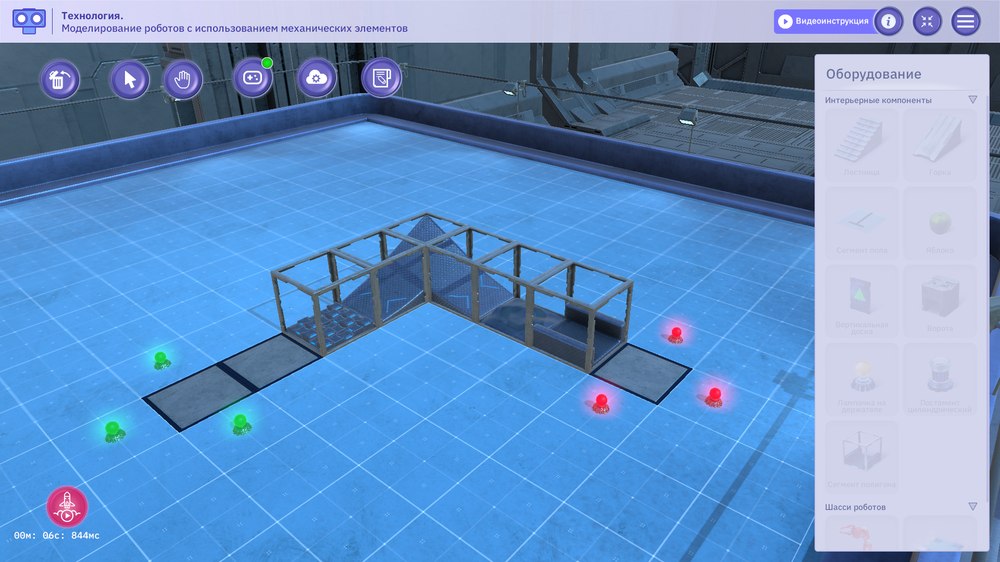 Технология.
Моделирование роботов с использованием механических элементов
Видеоинструкция
Оборудование
Интерьерные компоненты
Лестница
Горка
Сегмент пола
Яблоко
Вертикальная
доска
Ворота
Лампочка на
держателе
Постамент
цилиндрический
Сегмент полигона
Шасси роботов
00м: 06с: 844мс